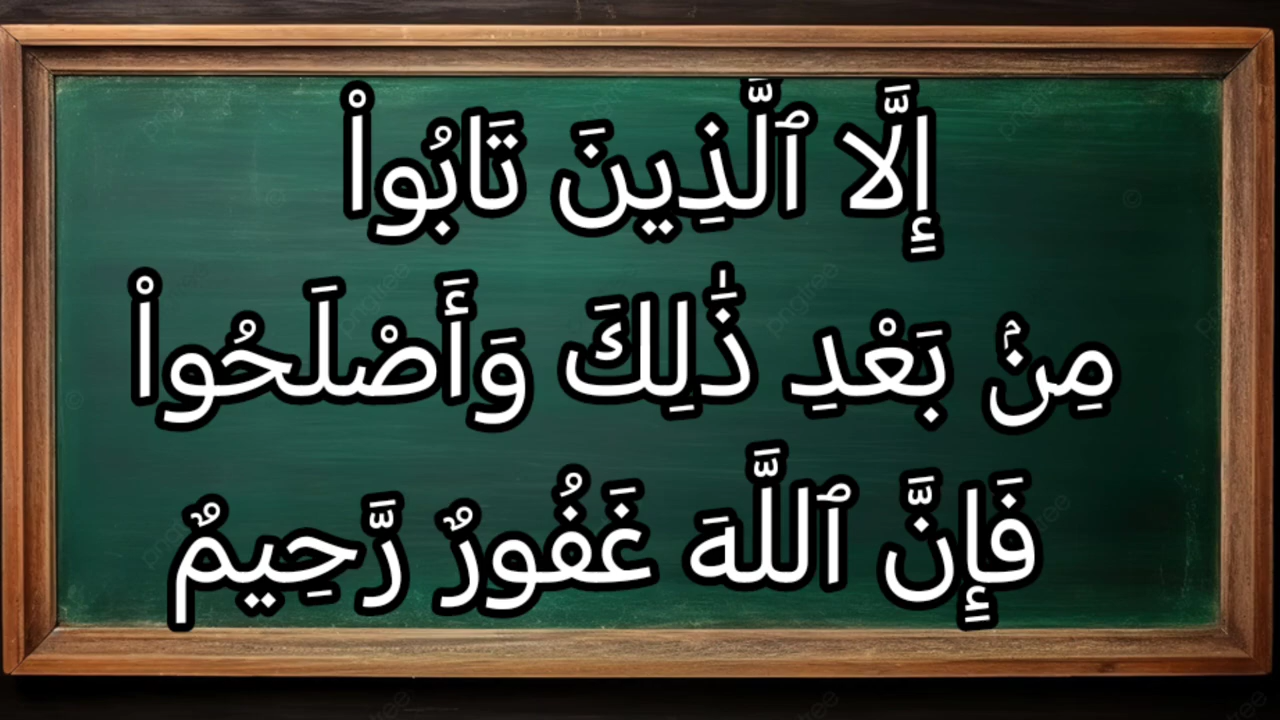 إِلَّا ٱلَّذِينَ تَابُوا۟
مِنۢ بَعْدِ ذَٰلِكَ وَأَصْلَحُوا۟
فَإِنَّ ٱللَّهَ غَفُورٌ رَّحِيمٌ